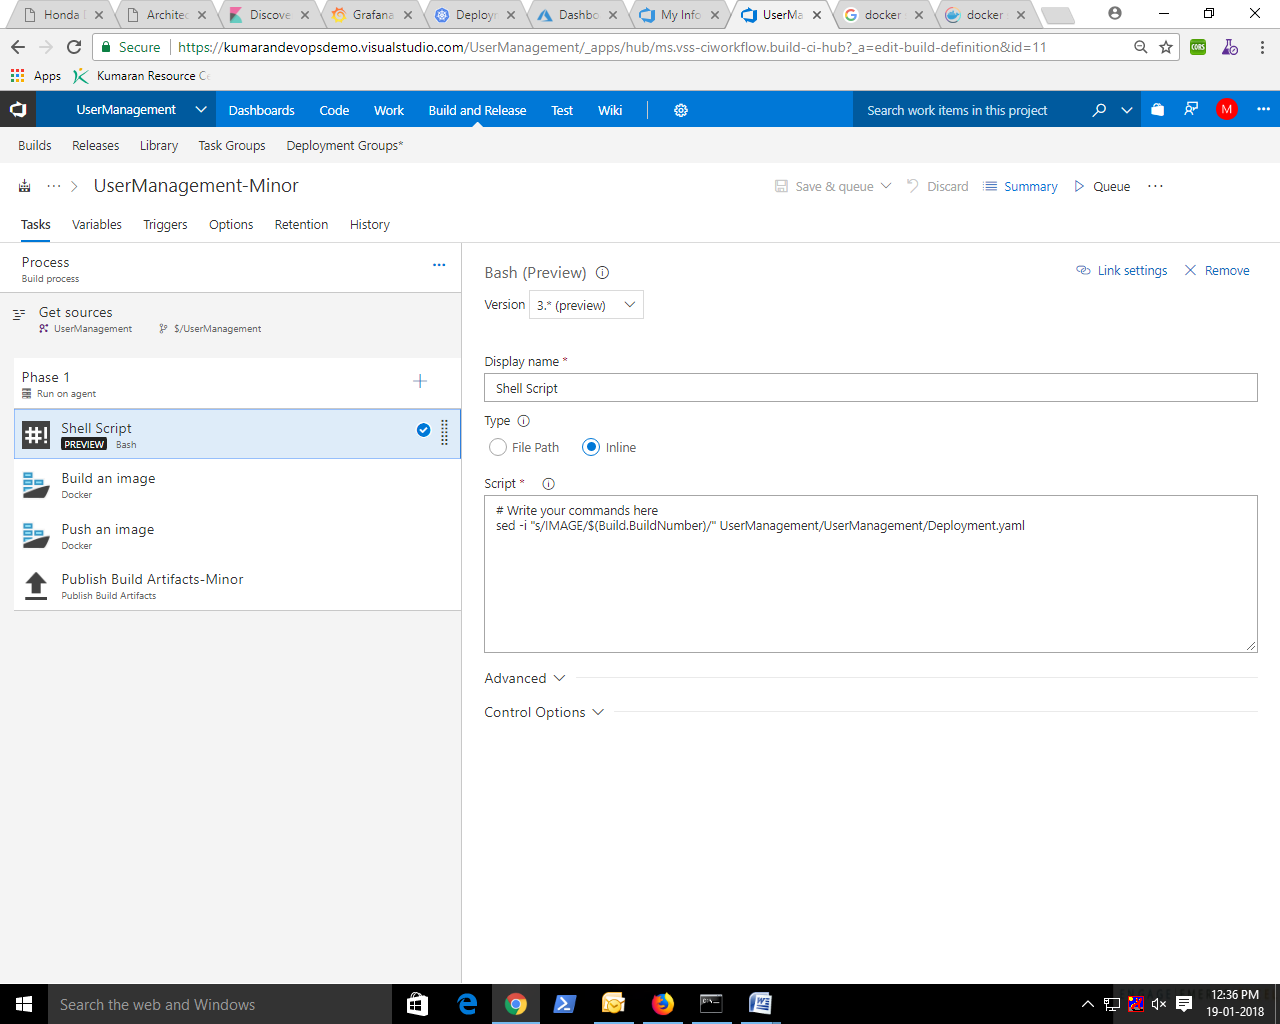 Honda
Architec
Discove
Grafana
Deployr
Dashbo
My Info
UserMa
docker
docker
Secure
https://kumarandevopsdemo.visualstudio.com/UserManagement/_apps/hub/ms.vss-ciworkflow.build-ci-hub?_a=edit-build-definition&id=11
CORS
Apps
Kumaran Resource Ce
UserManagement
Dashboards
Code
Work
Build and Release
Test
Wiki
Search work items in this project
M
Builds
Releases
Library
Task Groups
Deployment Groups*
UserManagement-Minor
Save & queue
Discard
Summary
Queue
Tasks
Variables
Triggers
Options
Retention
History
Process
Build process
Get sources
UserManagement
$/UserManagement
Phase 1
Run on agent
#!
Shell Script
PREVIEW Bash
Build an image
Docker
Push an image
Docker
Publish Build Artifacts-Minor
Publish Build Artifacts
Bash (Preview)
Link settings
Remove
Version 3.* (preview)
Display name *
Shell Script
Type
File Path
Inline
Script *
# Write your commands here
sed -i "s/IMAGE/$(Build.BuildNumber)/" UserManagement/UserManagement/Deployment.yaml
Advanced
Control Options
Search the web and Windows
12:36 PM
19-01-2018